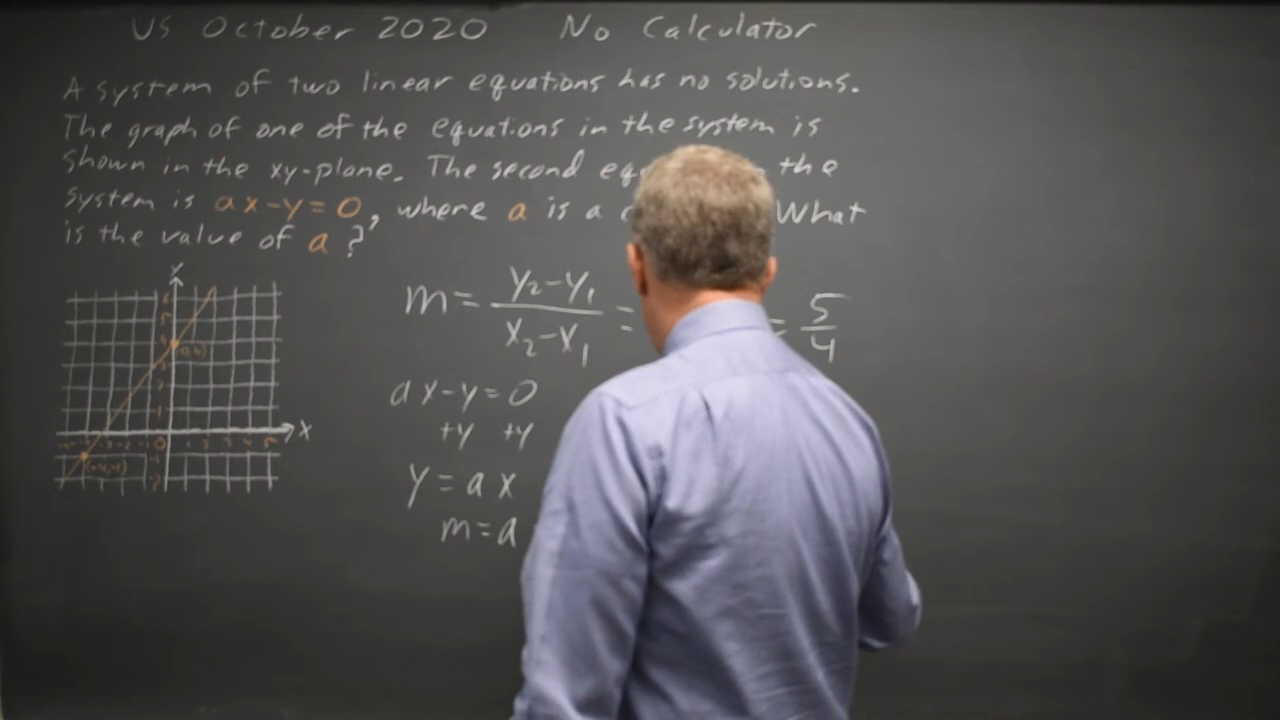 US October 2020 No Calculator
A system of two linear equations has no solutions.
The graph of one of the equations in the system is
shown in the xy-plane. The second the
system is ax-y=0, where a is a What
is the value of a?
m = y₂-y₁ / x₂-x₁ = = 5/4
ax-y=0
+y +y
y=ax
m=a
y
x